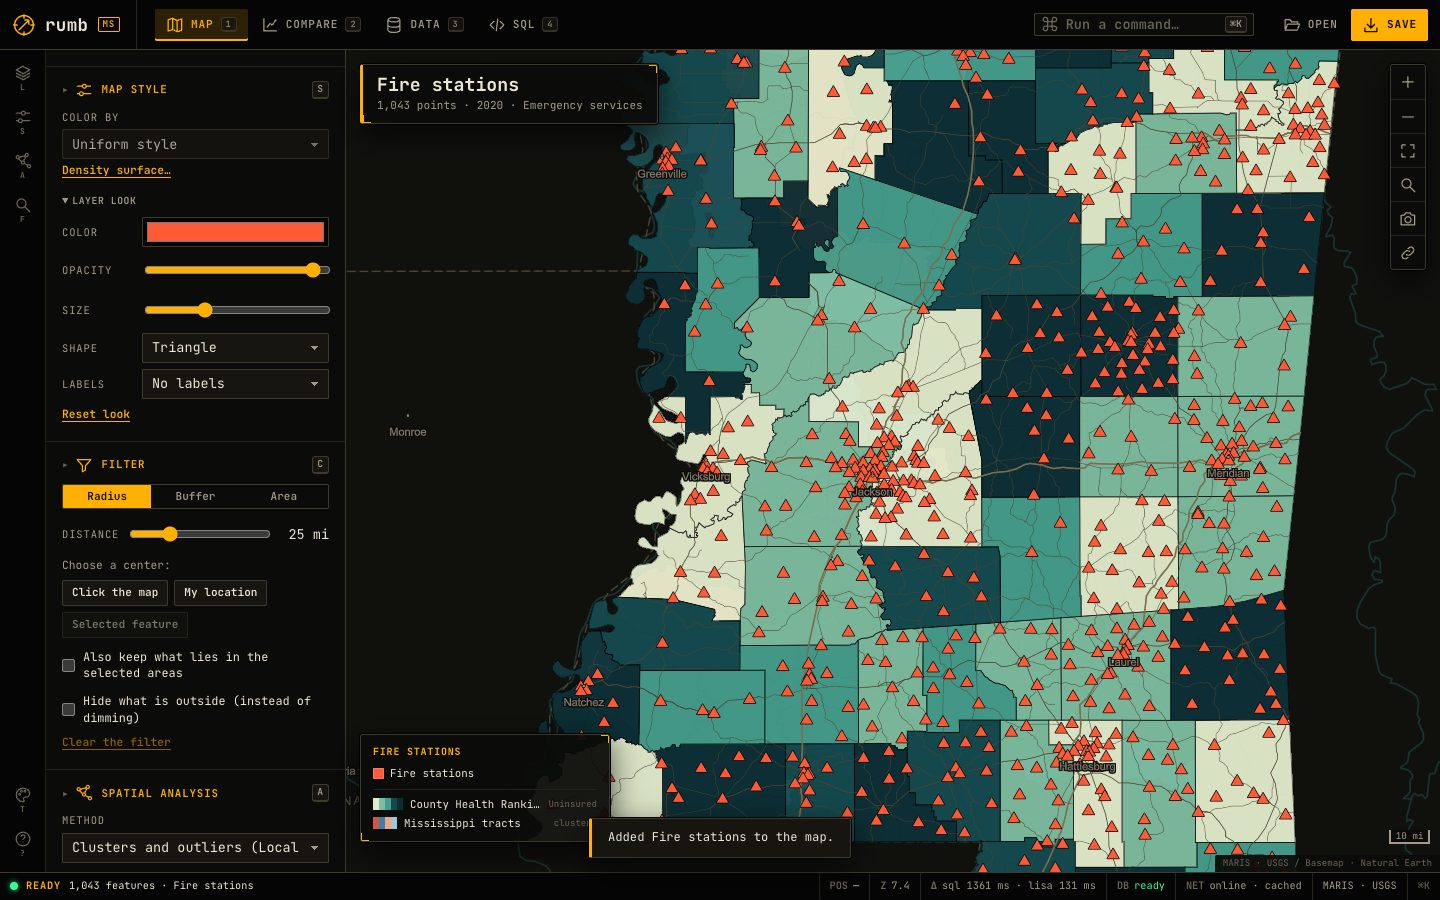 rumb MS
MAP 1
COMPARE 2
DATA 3
SQL 4
Run a command… ⌘K
OPEN
SAVE
L
S
A
F
T
?
MAP STYLE S
COLOR BY
Uniform style
Density surface…
LAYER LOOK
COLOR
OPACITY
SIZE
SHAPE Triangle
LABELS No labels
Reset look
FILTER C
Radius Buffer Area
DISTANCE 25 mi
Choose a center:
Click the map My location
Selected feature
Also keep what lies in the
selected areas
Hide what is outside (instead of
dimming)
Clear the filter
SPATIAL ANALYSIS A
METHOD
Clusters and outliers (Local
Fire stations
1,043 points · 2020 · Emergency services
Greenville
Monroe
Vicksburg
Jackson
Meridian
Laurel
Natchez
Hattiesburg
FIRE STATIONS
Fire stations
County Health Ranki… Uninsured
Mississippi tracts cluster
Added Fire stations to the map.
10 mi
MARIS · USGS / Basemap · Natural Earth
READY 1,043 features · Fire stations
POS —
Z 7.4
Δ sql 1361 ms · lisa 131 ms
DB ready
NET online · cached
MARIS · USGS
⌘K